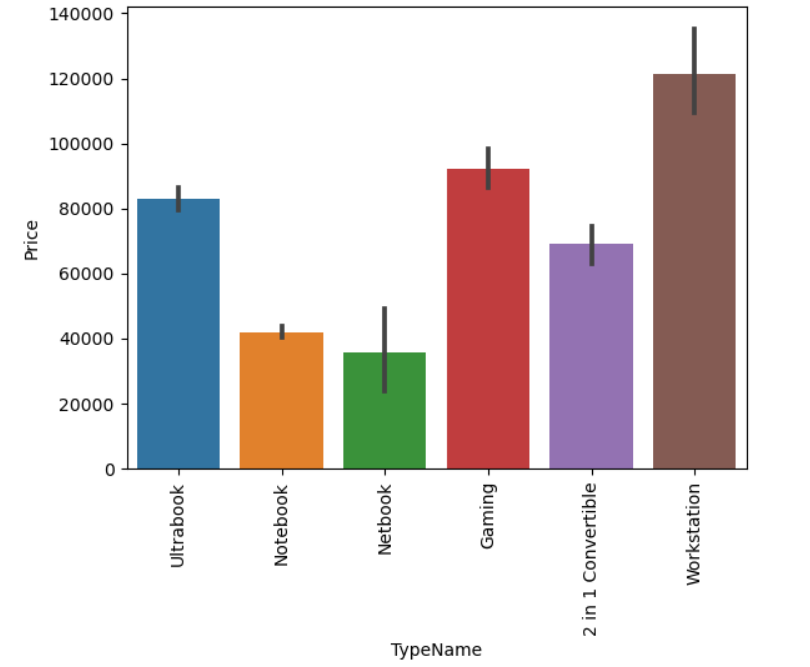 140000
120000
100000
80000
60000
40000
20000
0
Price
Ultrabook
Notebook
Netbook
Gaming
2 in 1 Convertible
Workstation
TypeName